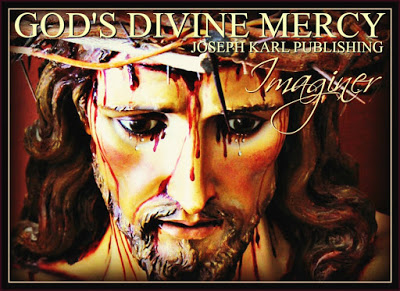 GOD'S DIVINE MERCY
JOSEPH KARL PUBLISHING
Imaginer